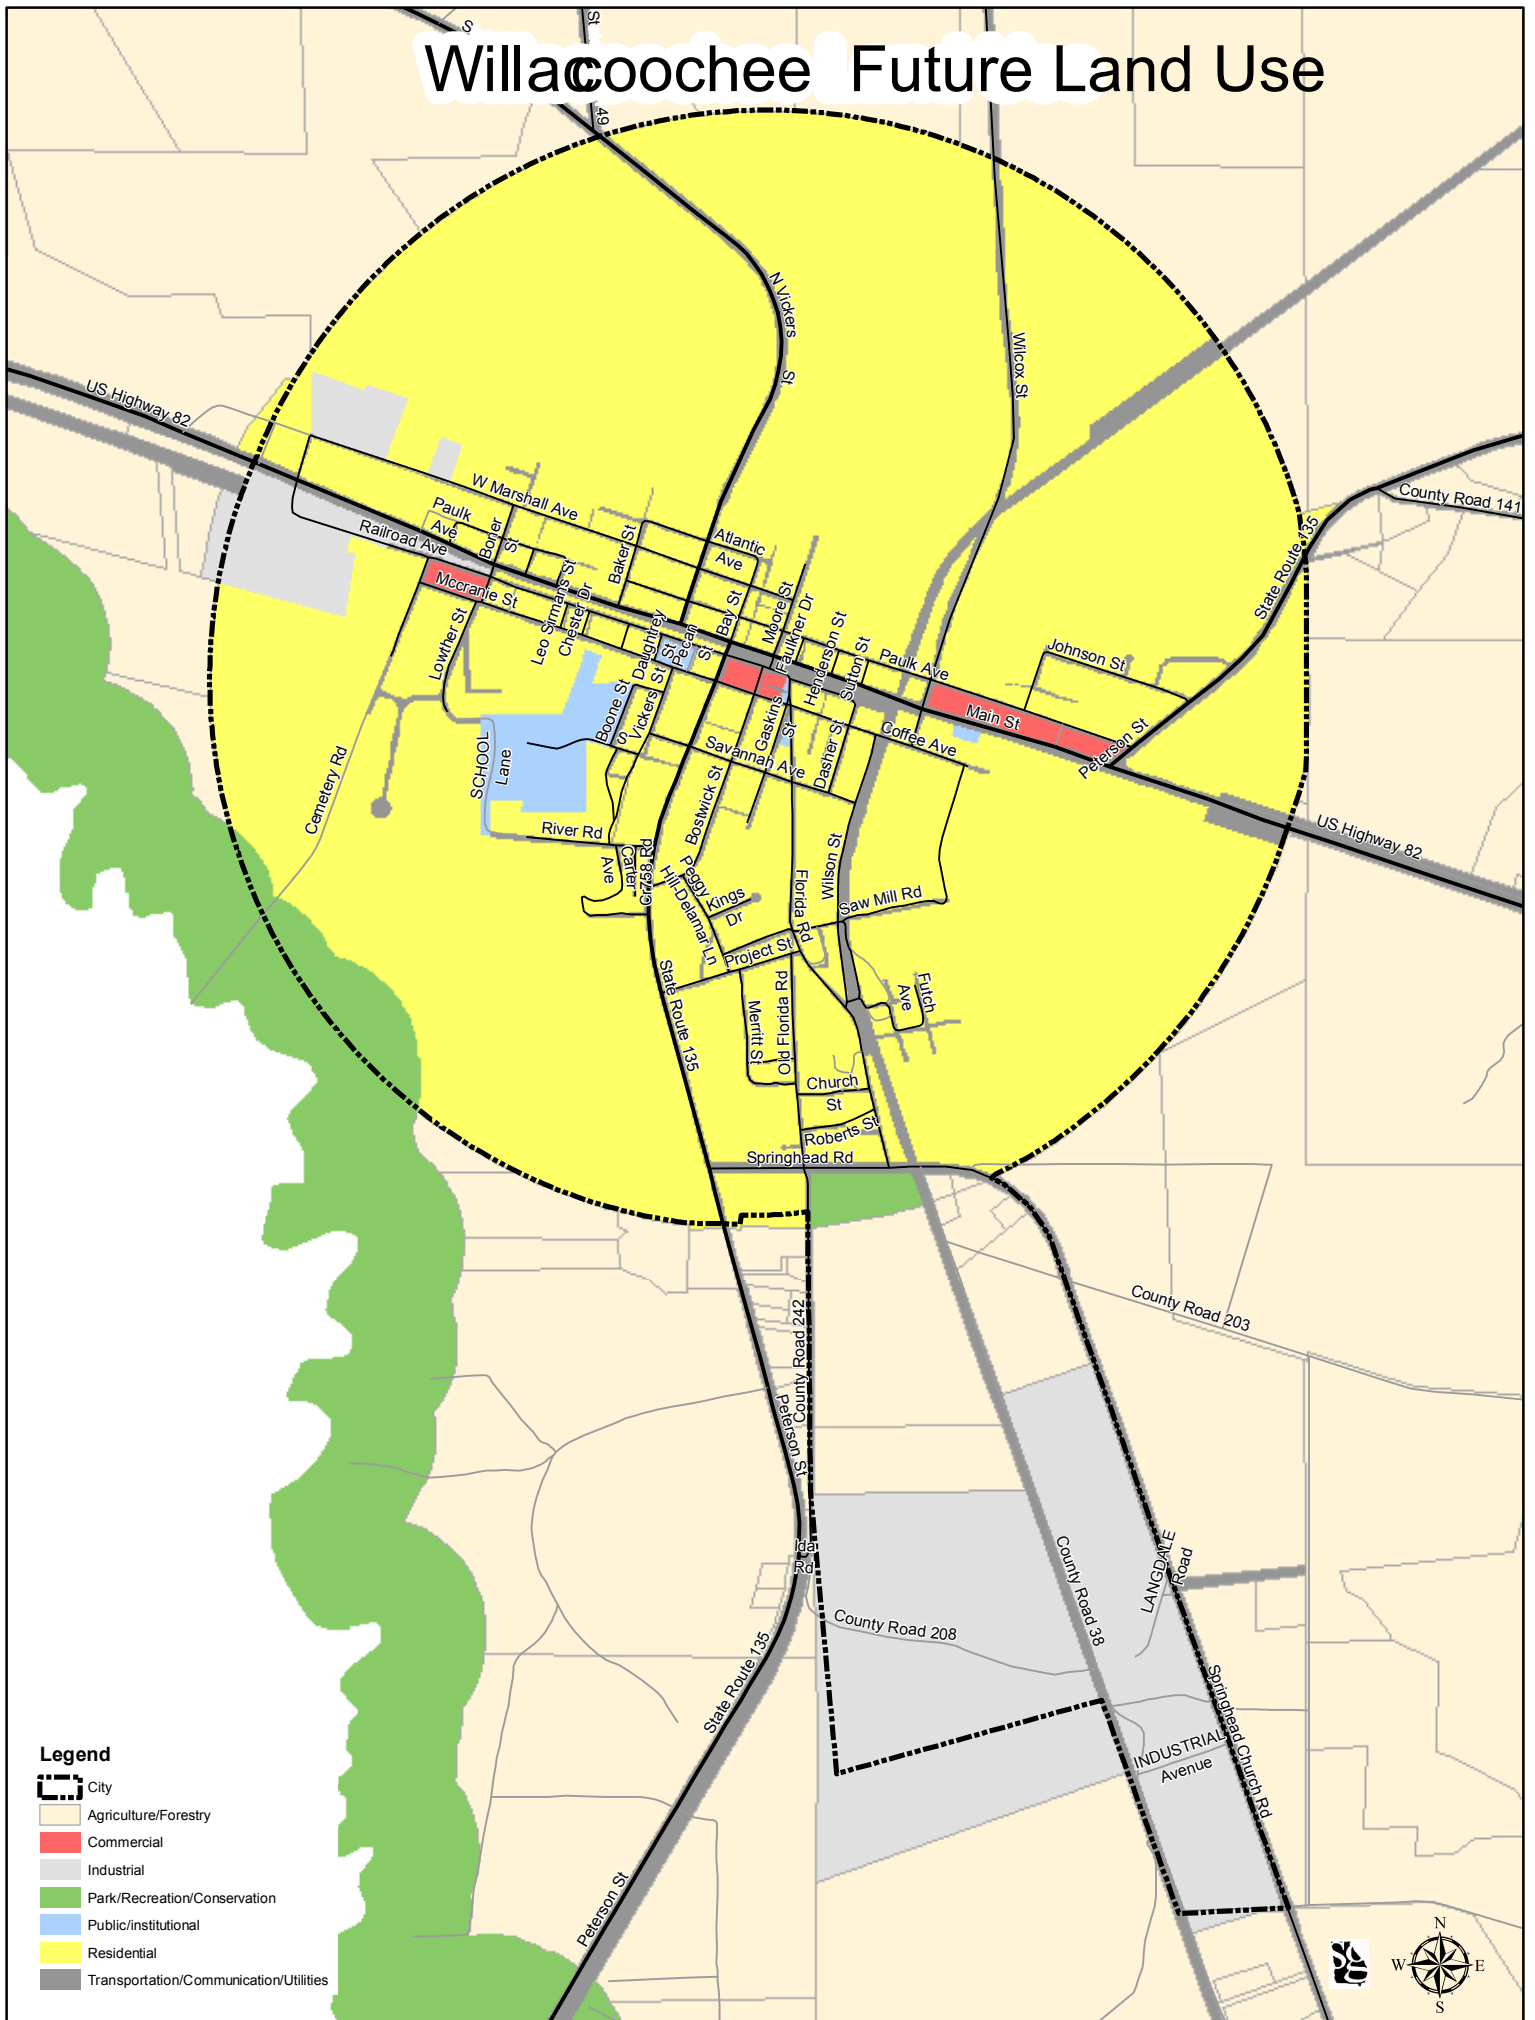 Willacoochee Future Land Use
S
St
49
N Vickers
St
Wilcox St
US Highway 82
W Marshall Ave
Paulk
Ave
Boner
St
Railroad Ave
Mccranie St
Baker St
Atlantic
Ave
Leo Sirmans St
Chester Dr
Lowther St
Daughtrey
St
Pecan
St
Bay St
Moore St
Faulkner Dr
Henderson St
Sutton St
Paulk Ave
Johnson St
State Route 135
County Road 141
Main St
Peterson St
US Highway 82
Boone St
S
Vickers St
Gaskins
St
Savannah Ave
Dasher St
Coffee Ave
SCHOOL
Lane
Cemetery Rd
River Rd
Bostwick St
Carter
Ave
Cr758 Rd
Peggy
Hill-Delamar Ln
Kings
Dr
Florida Rd
Wilson St
Saw Mill Rd
Project St
State Route 135
Merritt St
Old Florida Rd
Futch
Ave
Church
St
Roberts St
Springhead Rd
County Road 203
County Road 242
Peterson St
Ida
Rd
County Road 208
County Road 38
LANGDALE
Road
Springhead Church Rd
INDUSTRIAL
Avenue
State Route 135
Peterson St
Legend
City
Agriculture/Forestry
Commercial
Industrial
Park/Recreation/Conservation
Public/institutional
Residential
Transportation/Communication/Utilities
N
W
E
S